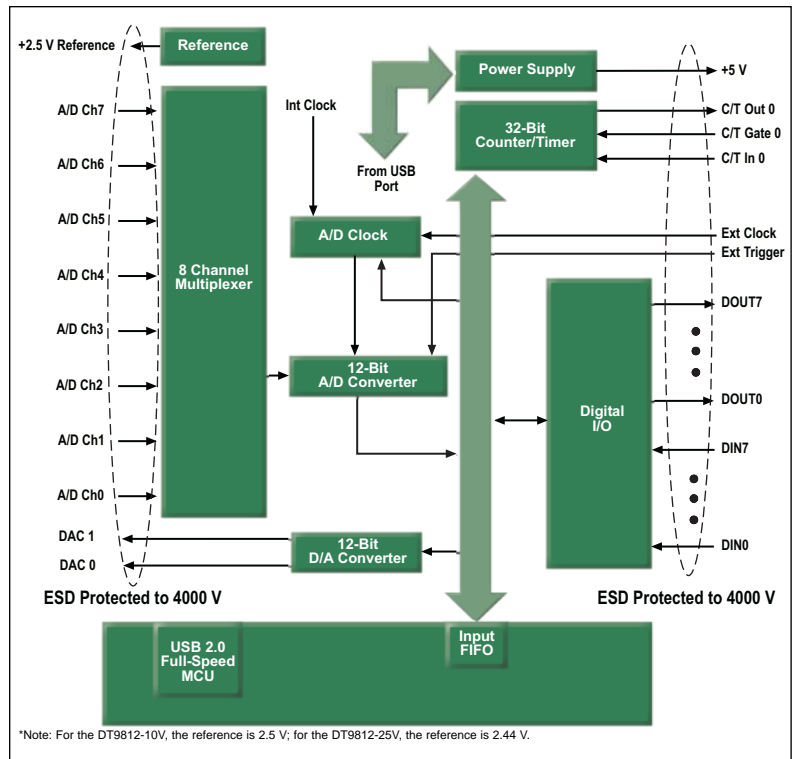 +2.5 V Reference
Reference
Power Supply
+5 V
A/D Ch7
Int Clock
32-Bit
Counter/Timer
C/T Out 0
C/T Gate 0
C/T In 0
A/D Ch6
From USB
Port
A/D Ch5
A/D Clock
Ext Clock
Ext Trigger
8 Channel
Multiplexer
A/D Ch4
DOUT7
A/D Ch3
12-Bit
A/D Converter
A/D Ch2
DOUT0
Digital
I/O
A/D Ch1
DIN7
A/D Ch0
DAC 1
DAC 0
12-Bit
D/A Converter
DIN0
ESD Protected to 4000 V
ESD Protected to 4000 V
USB 2.0
Full-Speed
MCU
Input
FIFO
*Note: For the DT9812-10V, the reference is 2.5 V; for the DT9812-25V, the reference is 2.44 V.